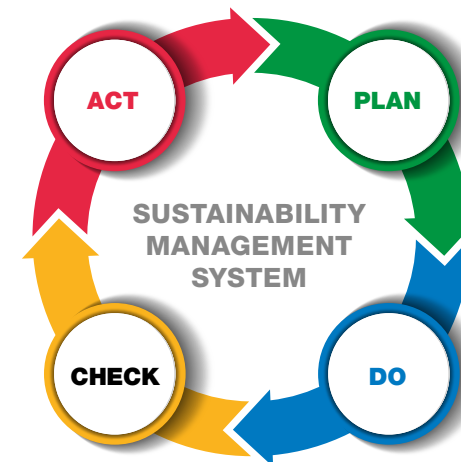 ACT
PLAN
SUSTAINABILITY
MANAGEMENT
SYSTEM
CHECK
DO